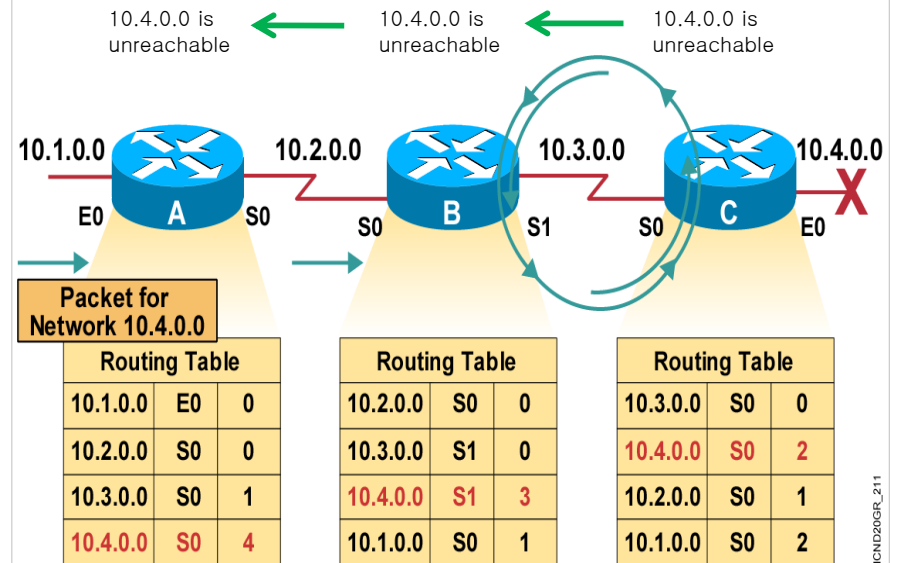 10.4.0.0 is
unreachable
10.4.0.0 is
unreachable
10.4.0.0 is
unreachable
10.1.0.0
10.2.0.0
10.3.0.0
10.4.0.0
E0
A
S0
S0
B
S1
S0
C
E0
Packet for
Network 10.4.0.0
Routing Table
10.1.0.0 E0 0
10.2.0.0 S0 0
10.3.0.0 S0 1
10.4.0.0 S0 4
Routing Table
10.2.0.0 S0 0
10.3.0.0 S1 0
10.4.0.0 S1 3
10.1.0.0 S0 1
Routing Table
10.3.0.0 S0 0
10.4.0.0 S0 2
10.2.0.0 S0 1
10.1.0.0 S0 2
ICND20GR_211